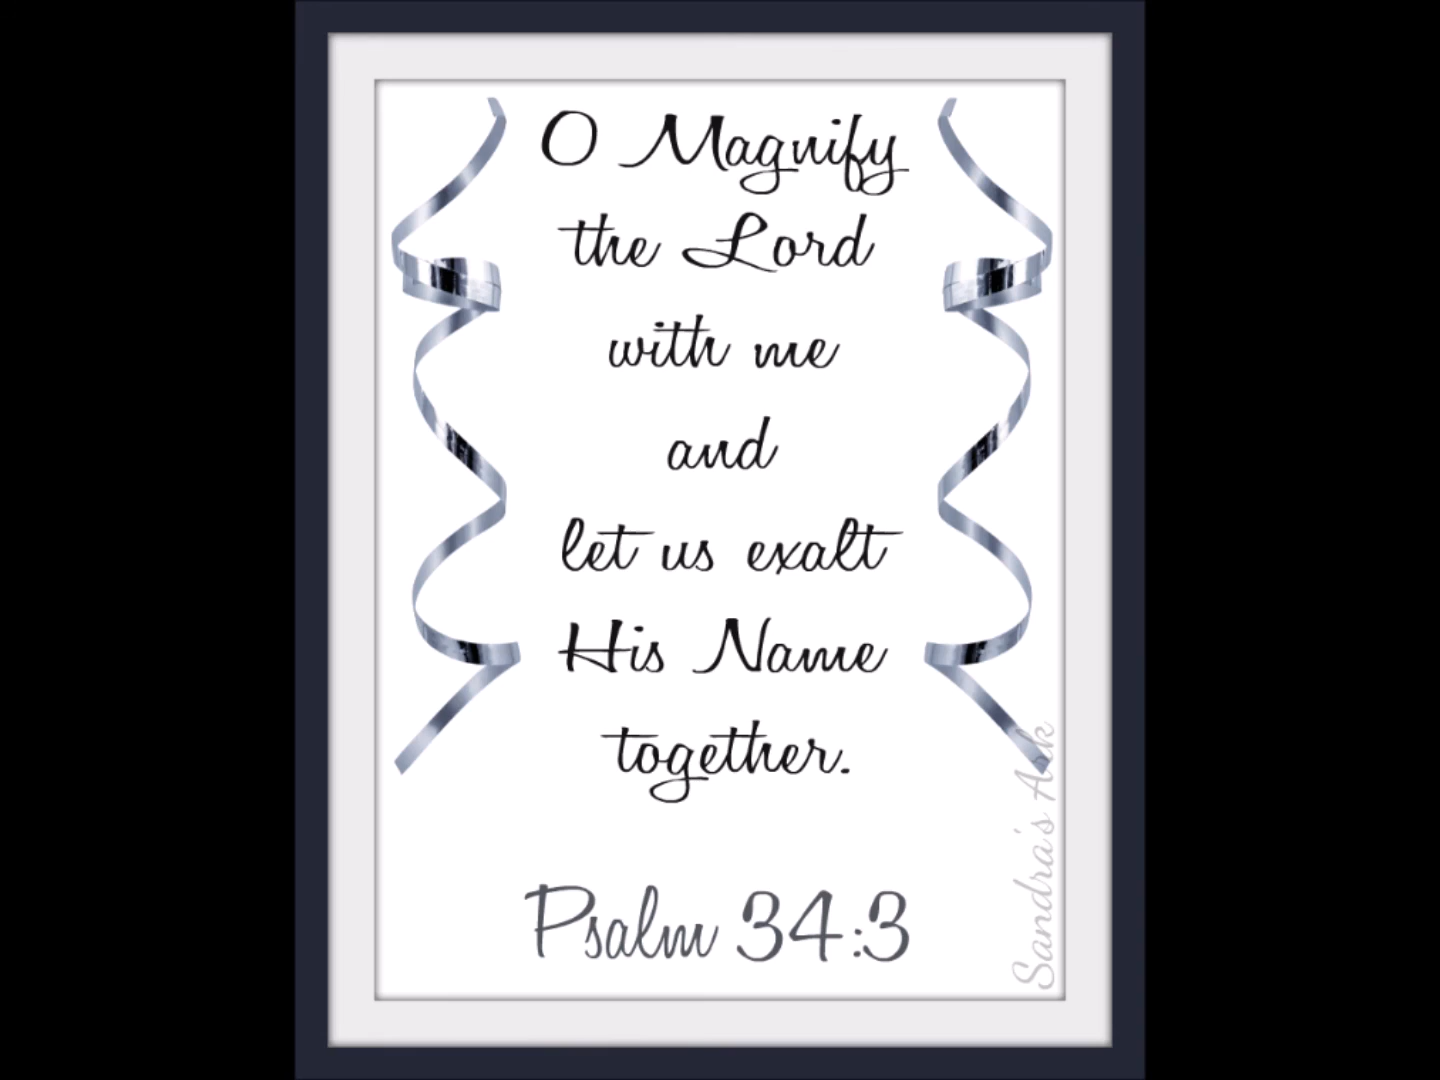 O Magnify
the Lord
with me
and
let us exalt
His Name
together.
Psalm 34:3
Sandra's Ark